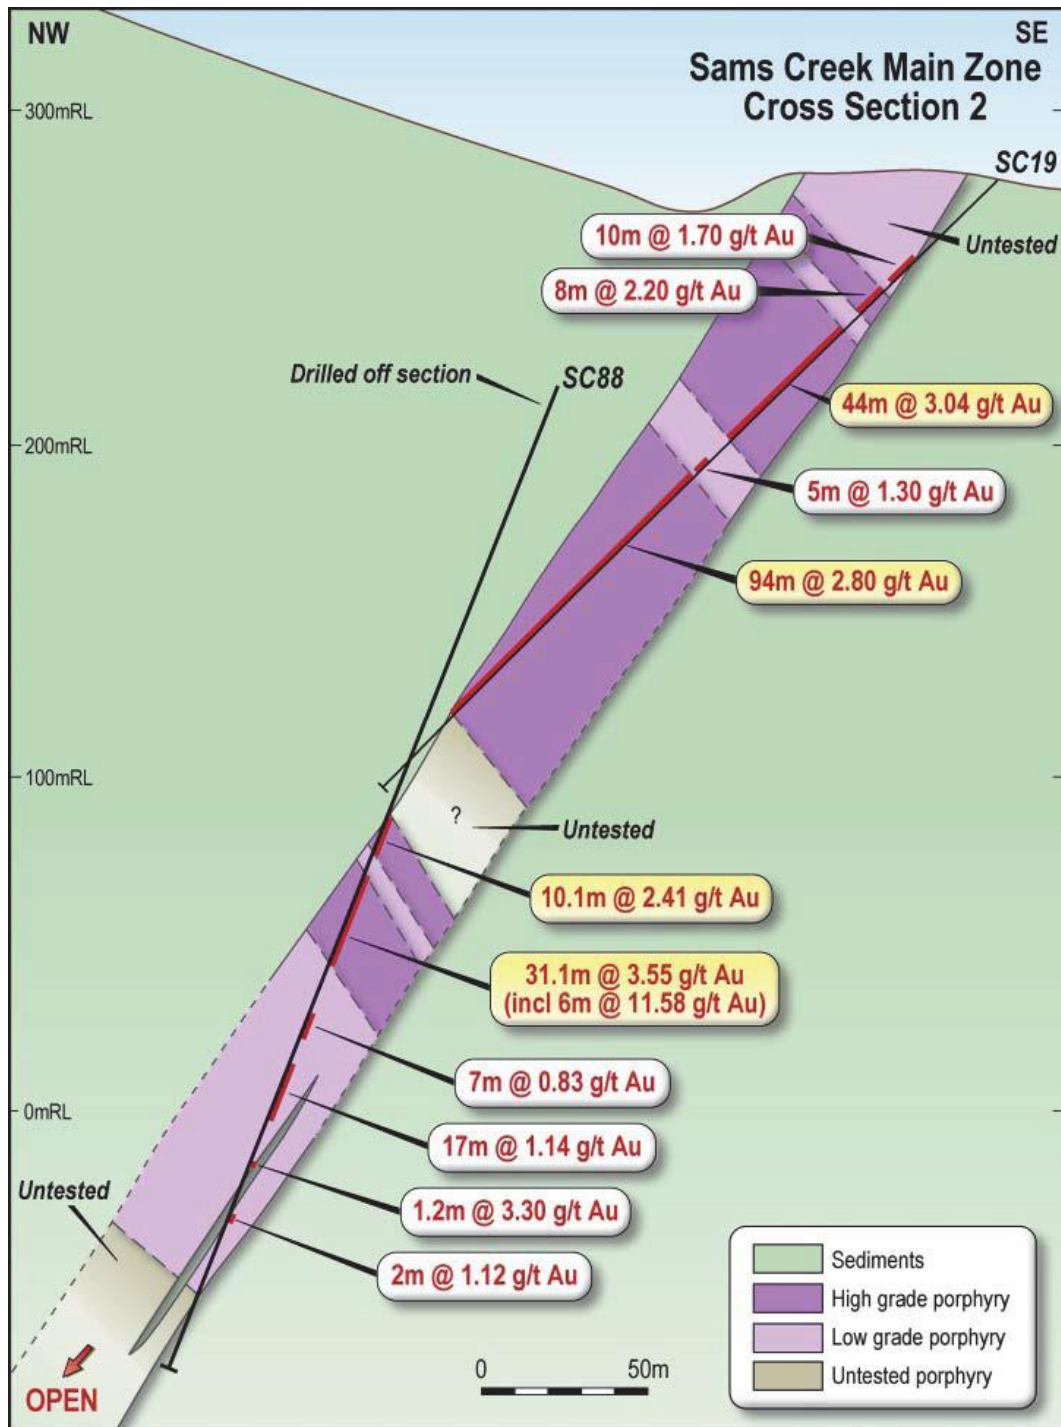 NW
SE
Sams Creek Main Zone
Cross Section 2
300mRL
SC19
10m @ 1.70 g/t Au
Untested
8m @ 2.20 g/t Au
Drilled off section
SC88
44m @ 3.04 g/t Au
200mRL
5m @ 1.30 g/t Au
94m @ 2.80 g/t Au
100mRL
?
Untested
10.1m @ 2.41 g/t Au
31.1m @ 3.55 g/t Au
(incl 6m @ 11.58 g/t Au)
7m @ 0.83 g/t Au
0mRL
17m @ 1.14 g/t Au
Untested
1.2m @ 3.30 g/t Au
2m @ 1.12 g/t Au
Sediments
High grade porphyry
Low grade porphyry
Untested porphyry
0 50m
OPEN